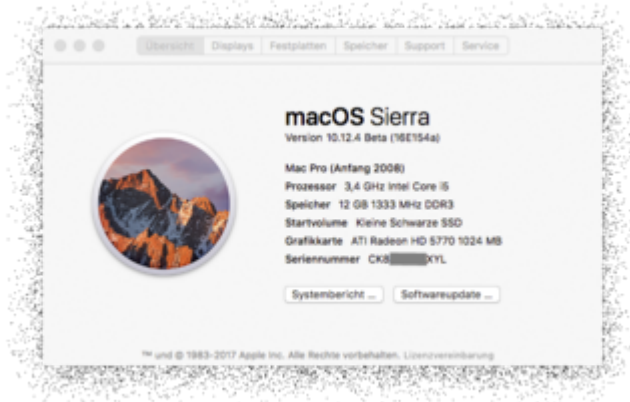 Übersicht Displays Festplatten Speicher Support Service
macOS Sierra
Version 10.12.4 Beta (16E154a)
Mac Pro (Anfang 2008)
Prozessor 3,4 GHz Intel Core i5
Speicher 12 GB 1333 MHz DDR3
Startvolume Kleine Schwarze SSD
Grafikkarte ATI Radeon HD 5770 1024 MB
Seriennummer CK8 XYL
Systembericht ... Softwareupdate ...
™ und © 1983-2017 Apple Inc. Alle Rechte vorbehalten. Lizenzvereinbarung